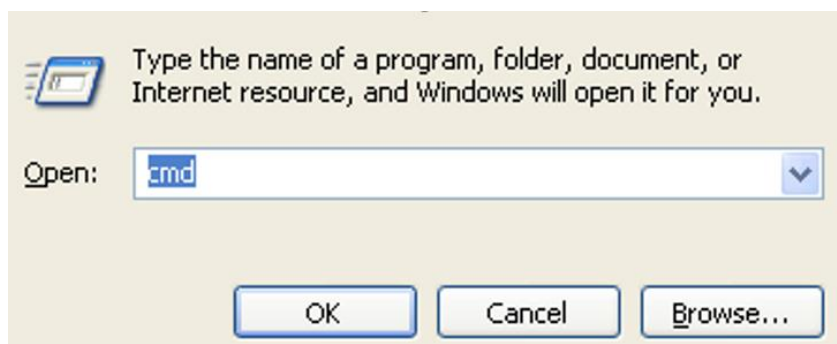 Type the name of a program, folder, document, or
Internet resource, and Windows will open it for you.
Open: cmd
OK Cancel Browse...